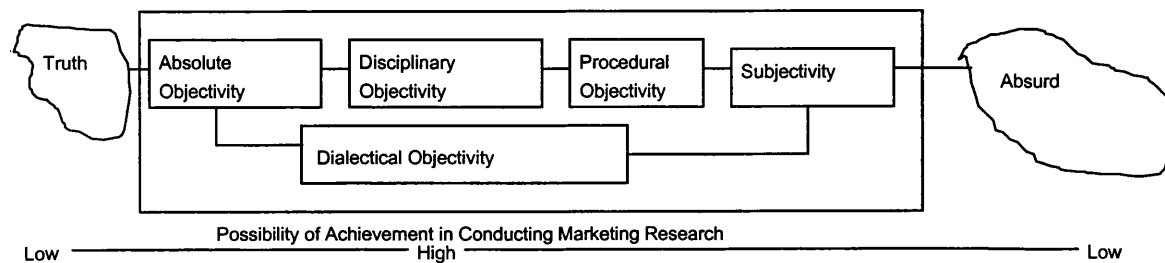 Truth
Absolute
Objectivity
Disciplinary
Objectivity
Procedural
Objectivity
Subjectivity
Absurd
Dialectical Objectivity
Possibility of Achievement in Conducting Marketing Research
Low High Low